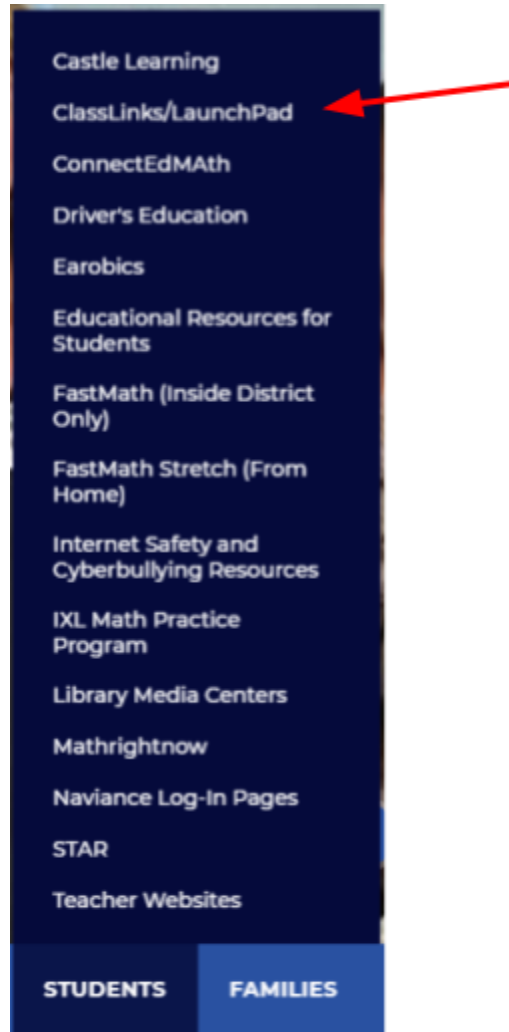 Castle Learning
ClassLinks/LaunchPad
ConnectEdMAth
Driver's Education
Earobics
Educational Resources for
Students
FastMath (Inside District
Only)
FastMath Stretch (From
Home)
Internet Safety and
Cyberbullying Resources
IXL Math Practice
Program
Library Media Centers
Mathrightnow
Naviance Log-In Pages
STAR
Teacher Websites
STUDENTS FAMILIES